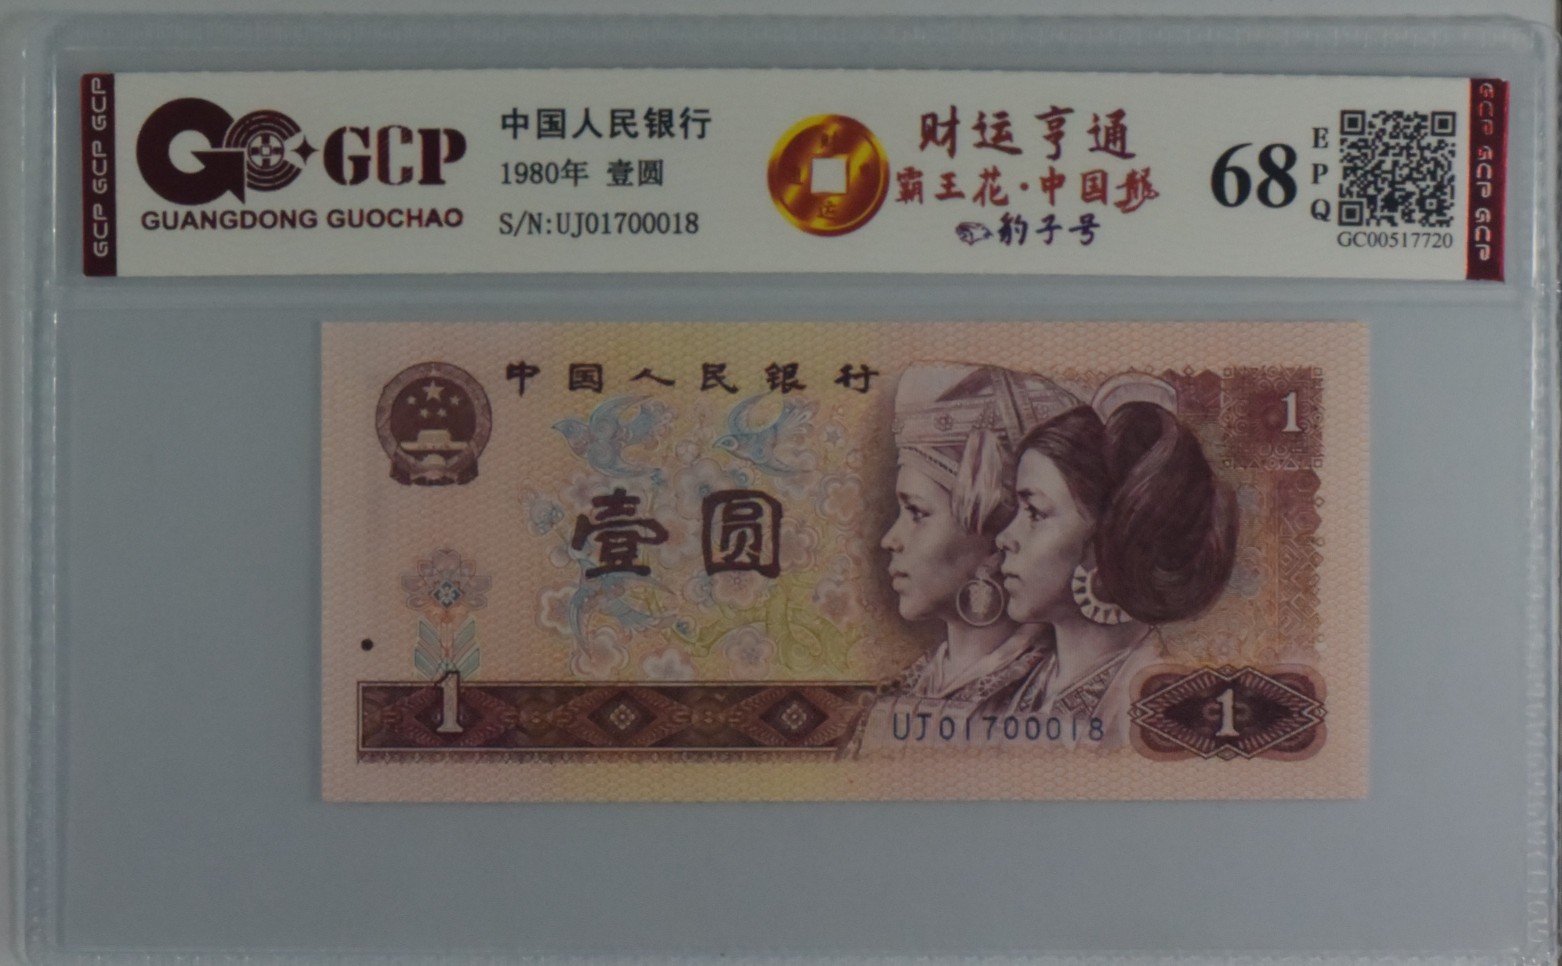 GCP GCP GCP
GCP
GUANGDONG GUOCHAO
中国人民银行
1980年 壹圆
S/N:UJ01700018
财运亨通
霸王花·中国龍
豹子号
68
EPQ
GC00517720
GCP GCP GCP
中国人民银行
1
壹圆
1
UJ01700018
1